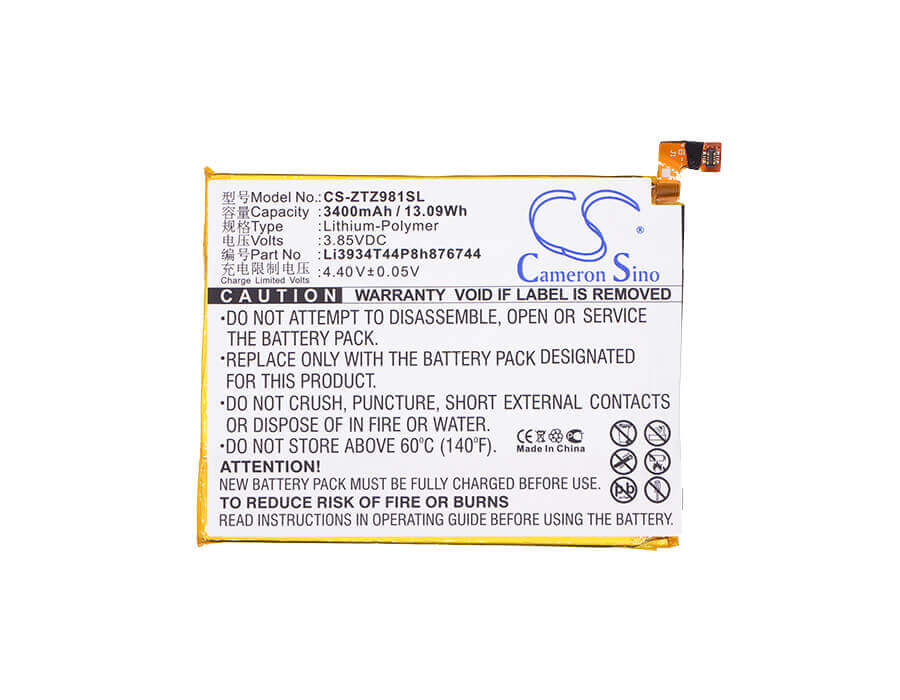 型号Model No.:CS-ZTZ981SL
容量Capacity :3400mAh / 13.09Wh
规格Type :Lithium-Polymer
电压Volts :3.85VDC
编号Part No :Li3934T44P8h876744
充电限制电压 :4.40V±0.05V
Charge Limited Volts
CS
®
Cameron Sino
CAUTION WARRANTY VOID IF LABEL IS REMOVED
•DO NOT ATTEMPT TO DISASSEMBLE, OPEN OR SERVICE
THE BATTERY PACK.
•REPLACE ONLY WITH THE BATTERY PACK DESIGNATED
FOR THIS PRODUCT.
•DO NOT CRUSH, PUNCTURE, SHORT EXTERNAL CONTACTS
OR DISPOSE OF IN FIRE OR WATER.
•DO NOT STORE ABOVE 60°C (140°F).
CE
Made In China
Pb
ATTENTION!
NEW BATTERY PACK MUST BE FULLY CHARGED BEFORE USE
TO REDUCE RISK OF FIRE OR BURNS
READ INSTRUCTIONS IN OPERATING GUIDE BEFORE USING THE BATTERY.